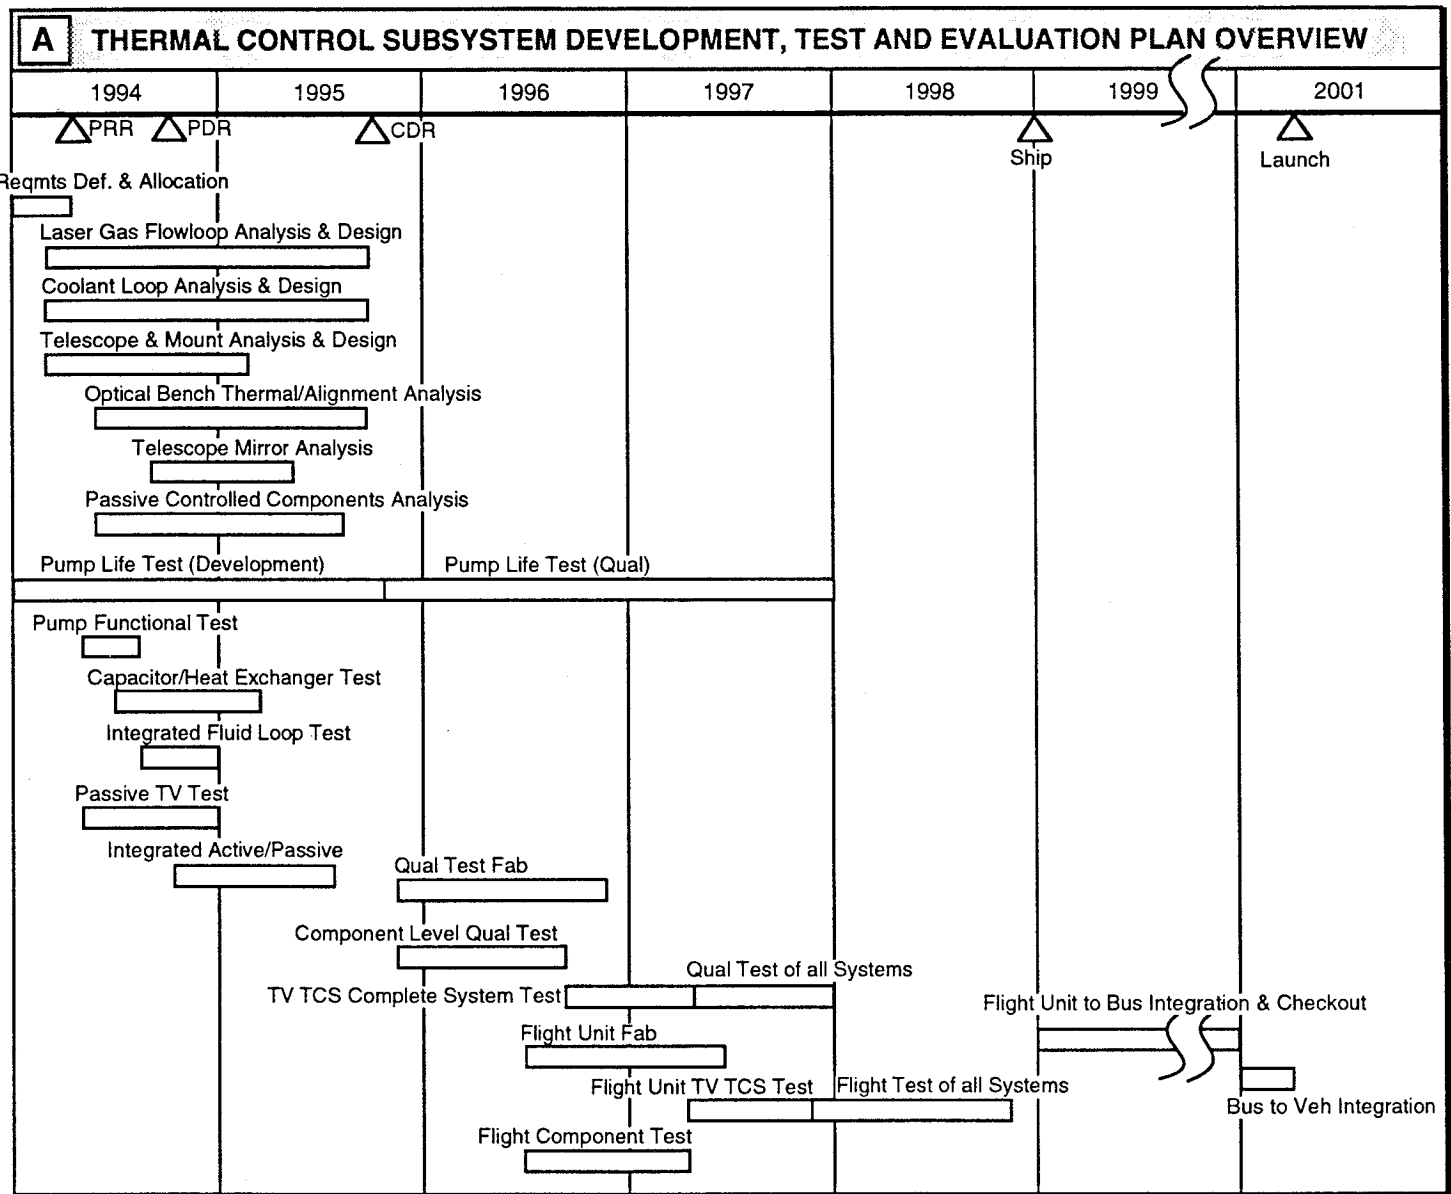 A THERMAL CONTROL SUBSYSTEM DEVELOPMENT, TEST AND EVALUATION PLAN OVERVIEW
1994 1995 1996 1997 1998 1999 2001
PRR PDR CDR
Ship Launch
Reqmts Def. & Allocation
Laser Gas Flowloop Analysis & Design
Coolant Loop Analysis & Design
Telescope & Mount Analysis & Design
Optical Bench Thermal/Alignment Analysis
Telescope Mirror Analysis
Passive Controlled Components Analysis
Pump Life Test (Development) Pump Life Test (Qual)
Pump Functional Test
Capacitor/Heat Exchanger Test
Integrated Fluid Loop Test
Passive TV Test
Integrated Active/Passive
Qual Test Fab
Component Level Qual Test
Qual Test of all Systems
TV TCS Complete System Test
Flight Unit to Bus Integration & Checkout
Flight Unit Fab
Flight Unit TV TCS Test Flight Test of all Systems
Bus to Veh Integration
Flight Component Test